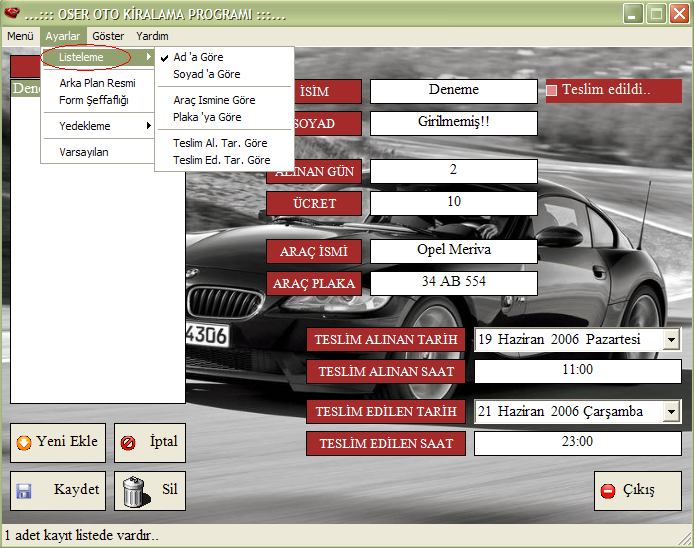 ...::: OSER OTO KİRALAMA PROGRAMI :::...
Menü Ayarlar Göster Yardım
Listeleme
Arka Plan Resmi
Form Şeffaflığı
Yedekleme
Varsayılan
Ad 'a Göre
Soyad 'a Göre
Araç Ismine Göre
Plaka 'ya Göre
Teslim Al. Tar. Göre
Teslim Ed. Tar. Göre
İSİM Deneme Teslim edildi..
SOYAD Girilmemiş!!
ALINAN GÜN 2
ÜCRET 10
ARAÇ İSMİ Opel Meriva
ARAÇ PLAKA 34 AB 554
4306
TESLİM ALINAN TARİH 19 Haziran 2006 Pazartesi
TESLİM ALINAN SAAT 11:00
TESLİM EDİLEN TARİH 21 Haziran 2006 Çarşamba
TESLİM EDİLEN SAAT 23:00
Yeni Ekle İptal
Kaydet Sil Çıkış
1 adet kayıt listede vardır..